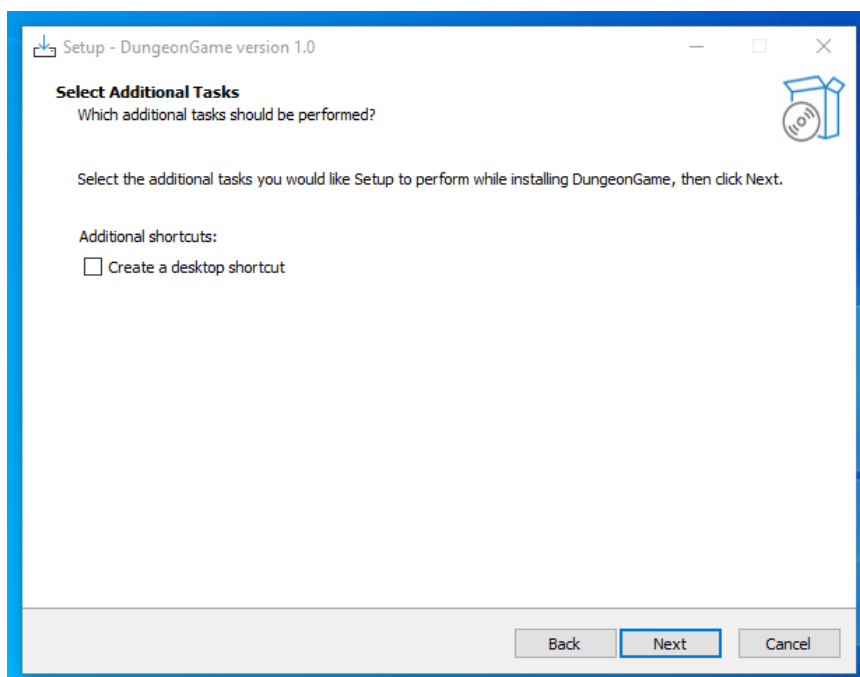 Setup - DungeonGame version 1.0
Select Additional Tasks
Which additional tasks should be performed?
Select the additional tasks you would like Setup to perform while installing DungeonGame, then click Next.
Additional shortcuts:
Create a desktop shortcut
Back Next Cancel